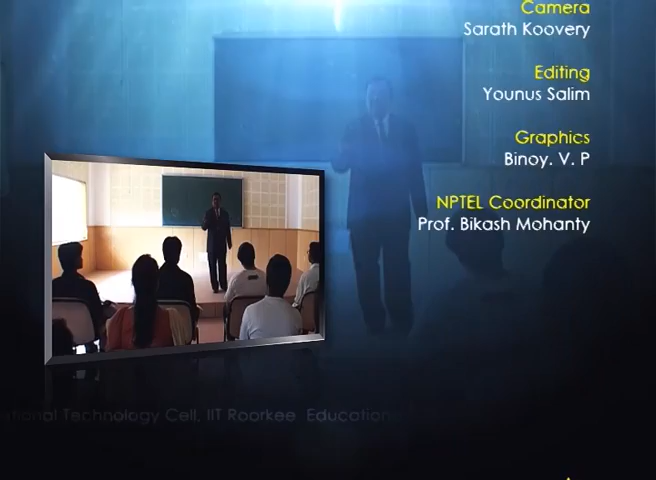 Camera
Sarath Koovery
Editing
Younus Salim
Graphics
Binoy. V. P
NPTEL Coordinator
Prof. Bikash Mohanty
Technology Cell, IIT Roorkee Education